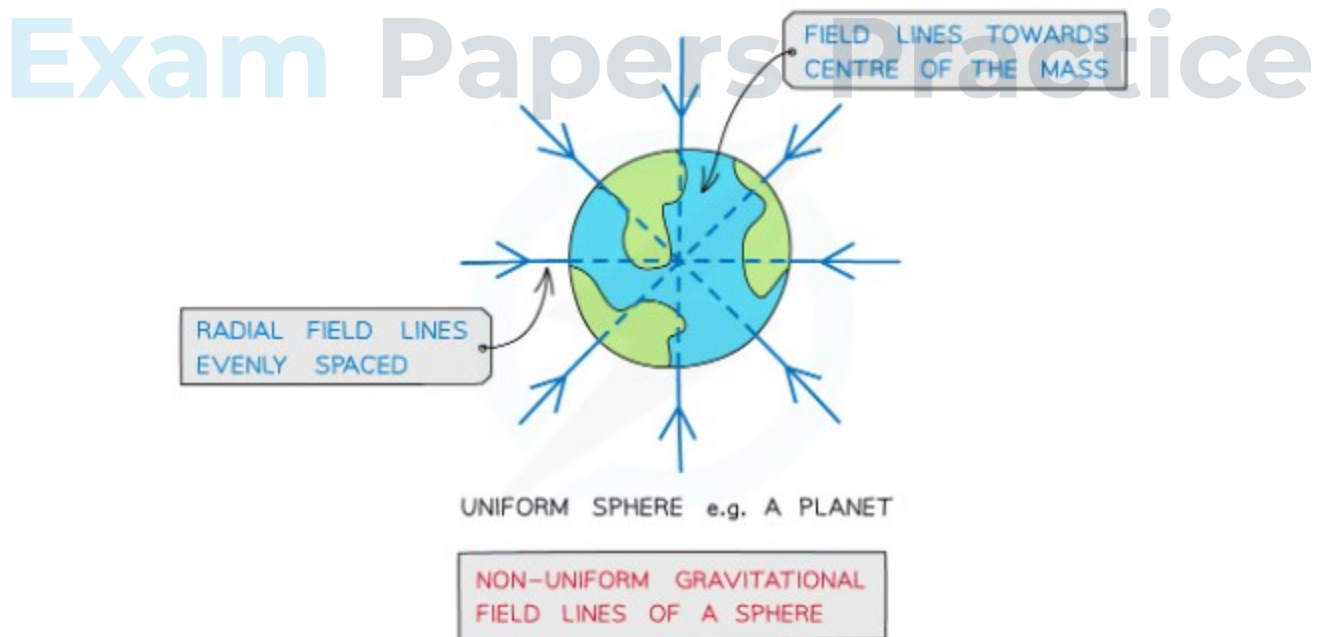 Exam Papers Practice
FIELD LINES TOWARDS
CENTRE OF THE MASS
RADIAL FIELD LINES
EVENLY SPACED
UNIFORM SPHERE e.g. A PLANET
NON-UNIFORM GRAVITATIONAL
FIELD LINES OF A SPHERE